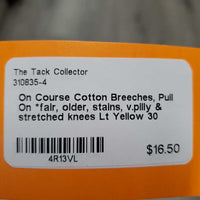 The Tack Collector
310835-4
On Course Cotton Breeches, Pull
On *fair, older, stains, v.pilly &
stretched knees Lt Yellow 30
$16.50
4R13VL